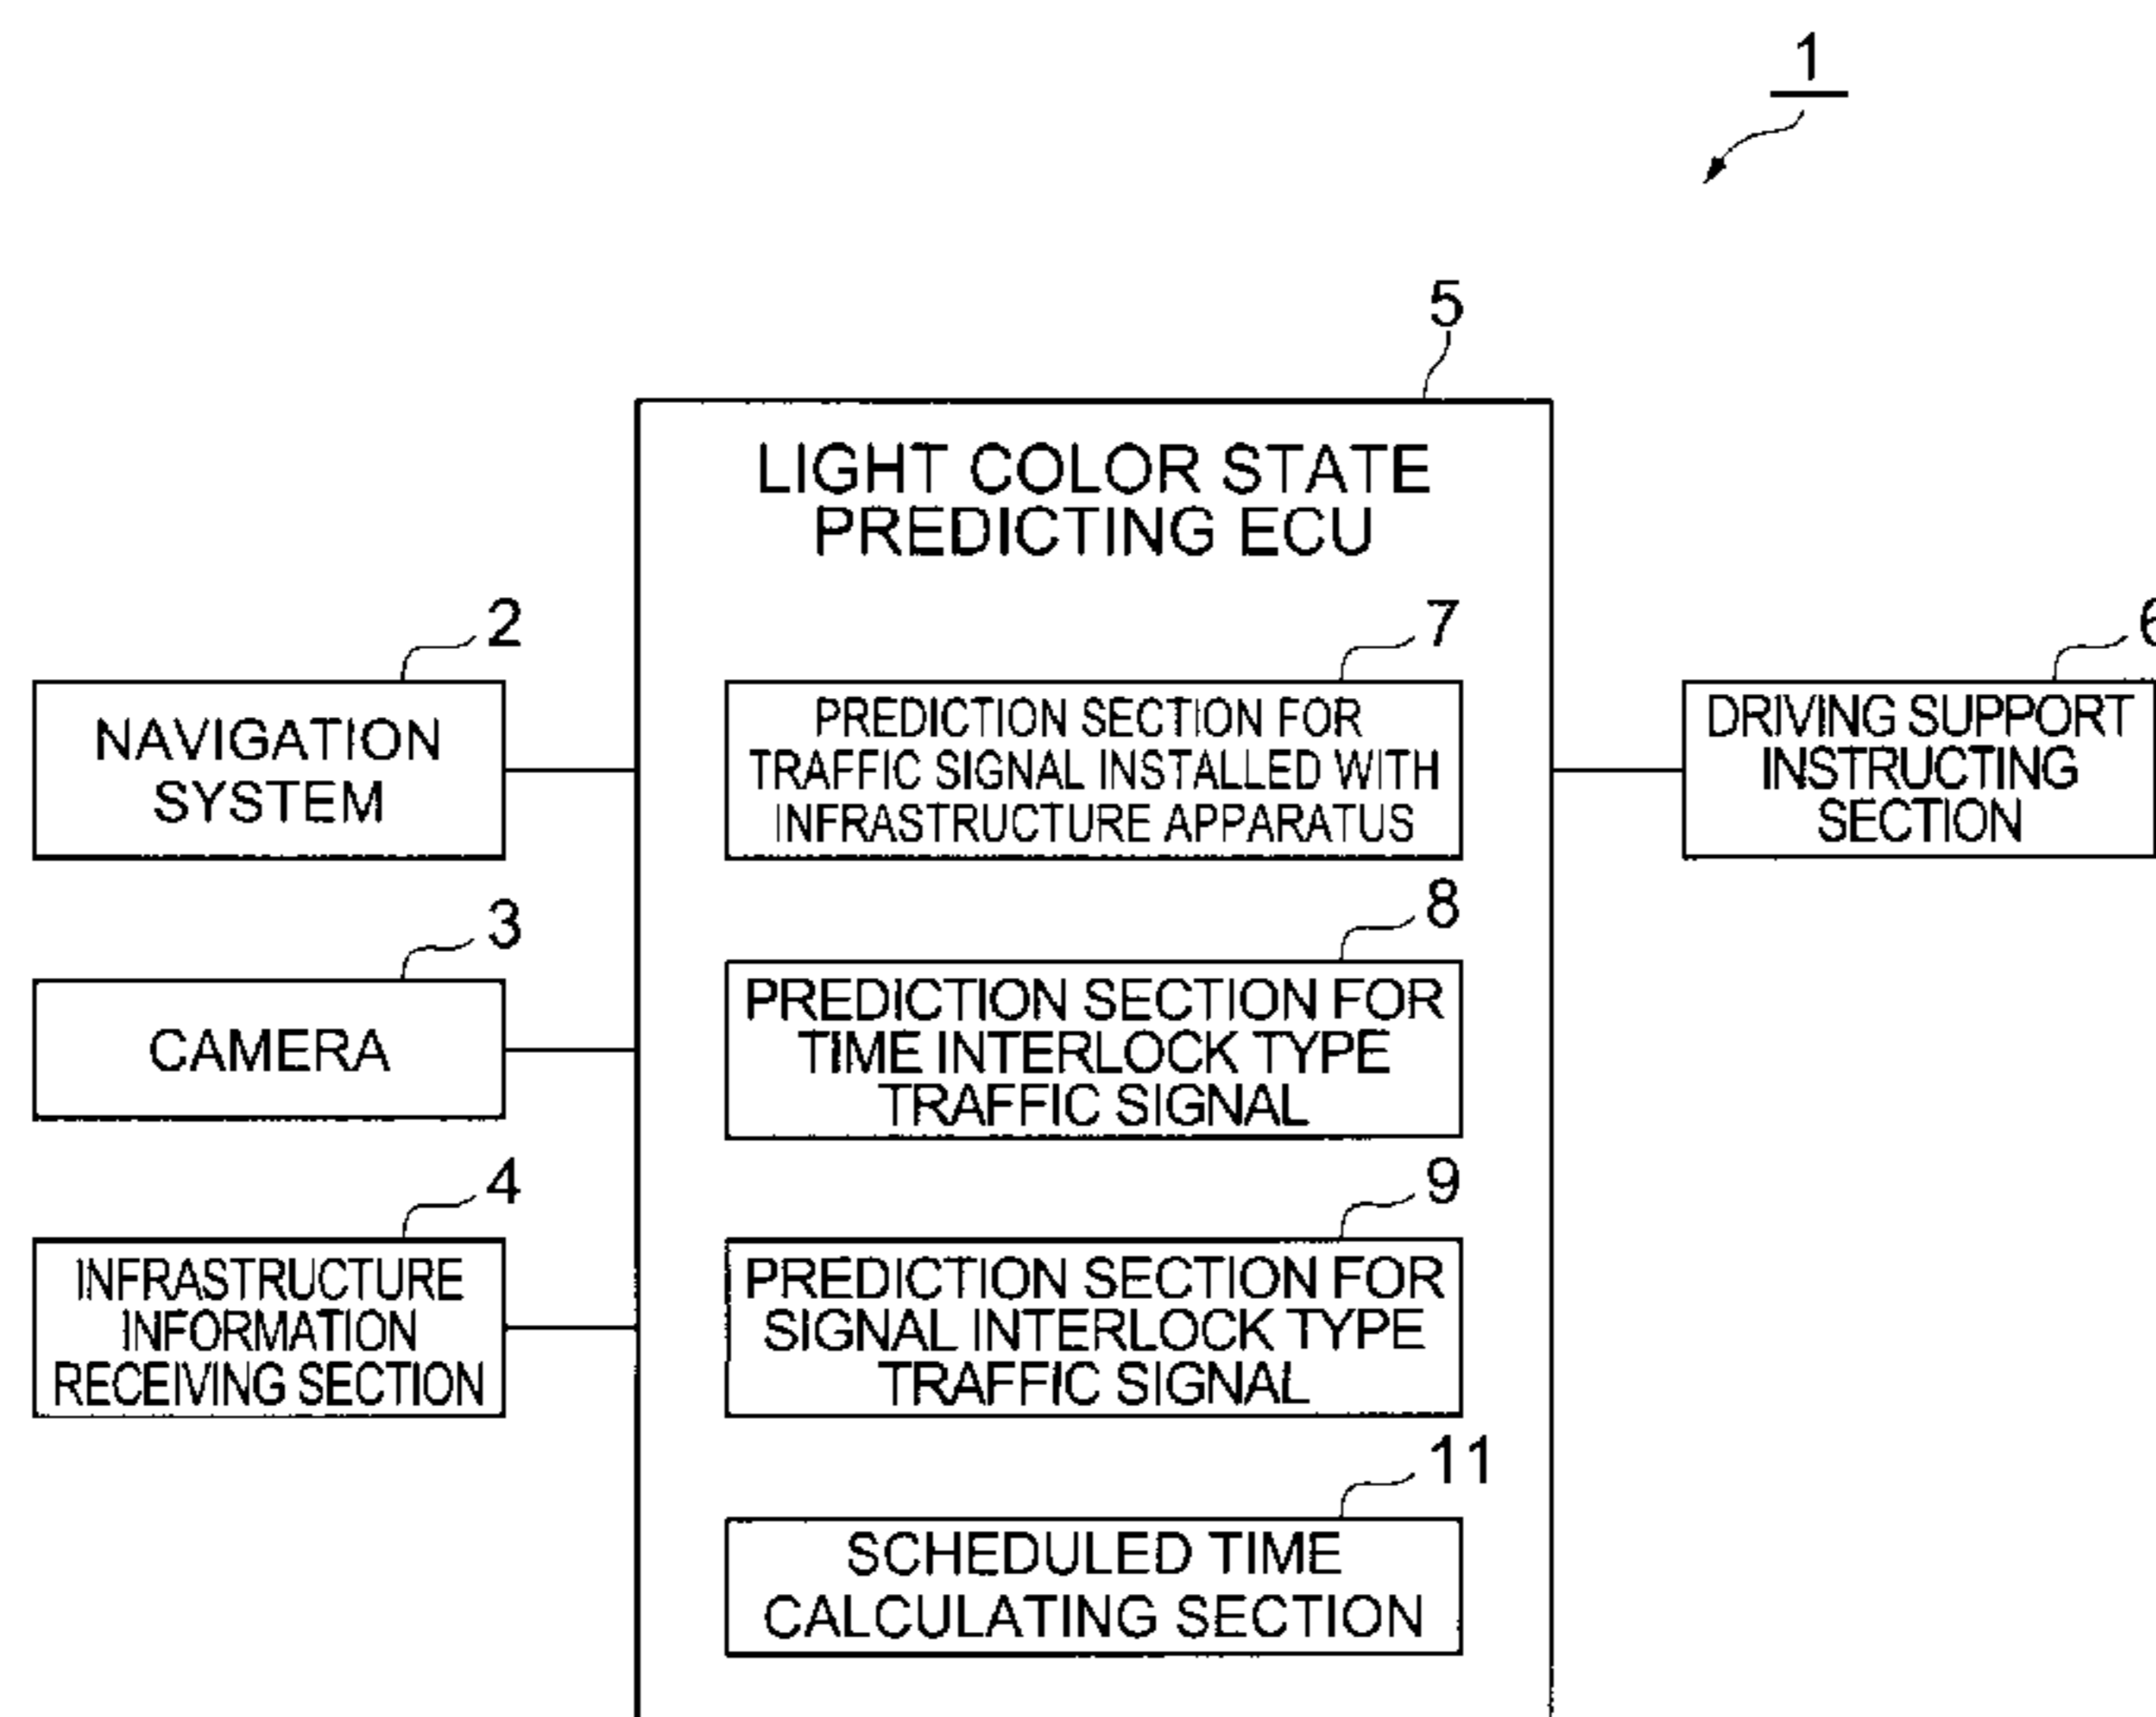 1
5
LIGHT COLOR STATE
PREDICTING ECU
2
NAVIGATION
SYSTEM
7
PREDICTION SECTION FOR
TRAFFIC SIGNAL INSTALLED WITH
INFRASTRUCTURE APPARATUS
6
DRIVING SUPPORT
INSTRUCTING
SECTION
3
CAMERA
8
PREDICTION SECTION FOR
TIME INTERLOCK TYPE
TRAFFIC SIGNAL
4
INFRASTRUCTURE
INFORMATION
RECEIVING SECTION
9
PREDICTION SECTION FOR
SIGNAL INTERLOCK TYPE
TRAFFIC SIGNAL
11
SCHEDULED TIME
CALCULATING SECTION